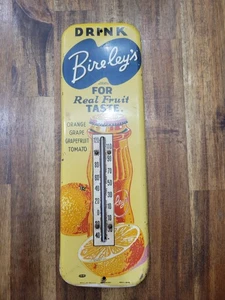 DRINK
Bireley's
FOR
Real Fruit
TASTE.
ORANGE
GRAPE
GRAPEFRUIT
TOMATO